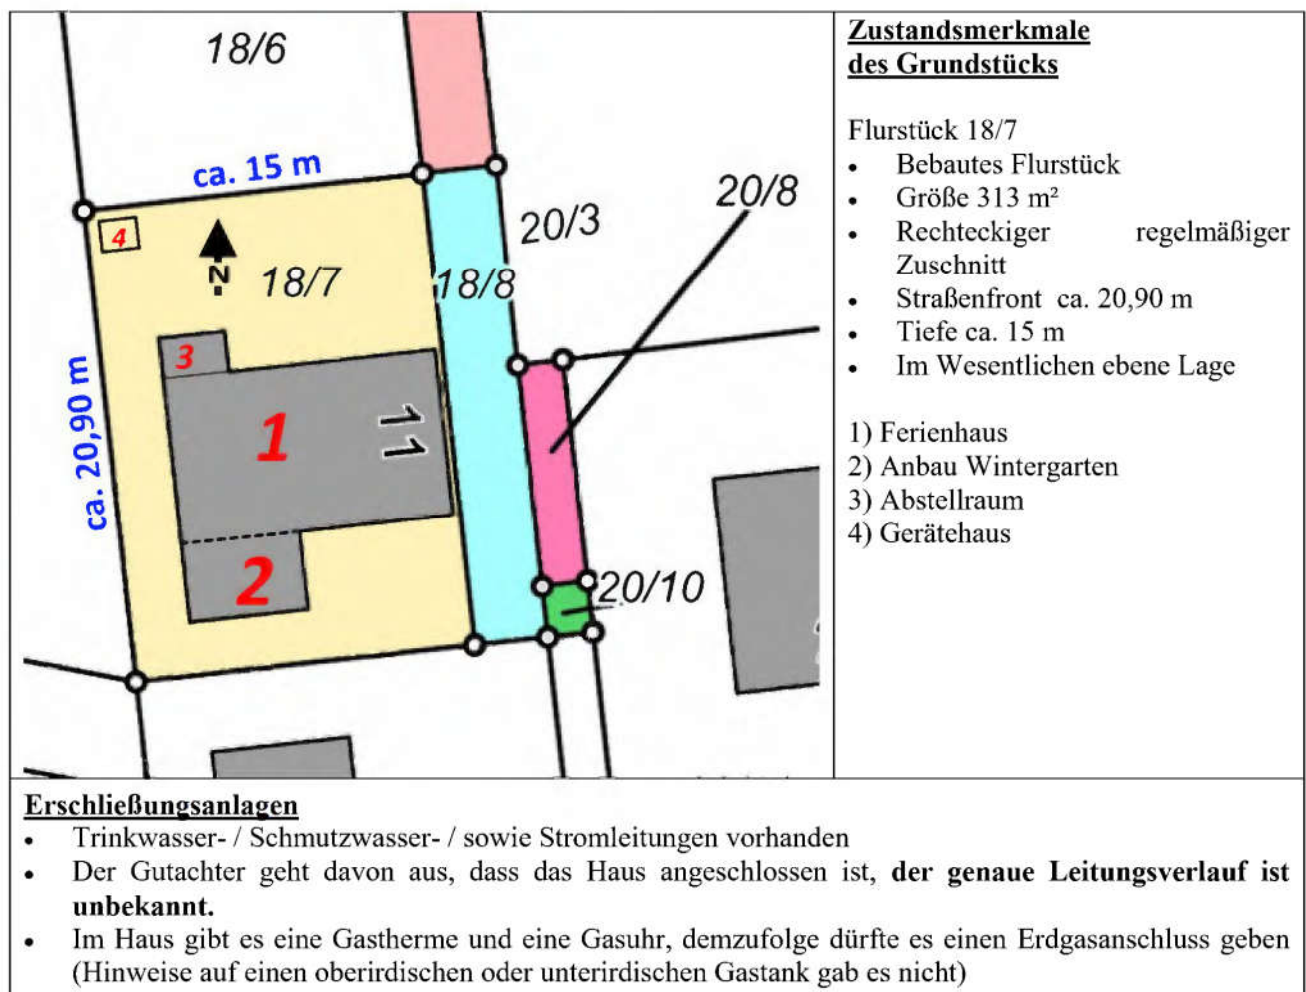 18/6
ca. 15 m
20/8
20/3
4
N
18/7
18/8
3
ca. 20,90 m
1
11
2
20/10
Zustandsmerkmale
des Grundstücks
Flurstück 18/7
• Bebautes Flurstück
• Größe 313 m²
• Rechteckiger regelmäßiger
Zuschnitt
• Straßenfront ca. 20,90 m
• Tiefe ca. 15 m
• Im Wesentlichen ebene Lage
1) Ferienhaus
2) Anbau Wintergarten
3) Abstellraum
4) Gerätehaus
Erschließungsanlagen
• Trinkwasser- / Schmutzwasser- / sowie Stromleitungen vorhanden
• Der Gutachter geht davon aus, dass das Haus angeschlossen ist, der genaue Leitungsverlauf ist
unbekannt.
• Im Haus gibt es eine Gastherme und eine Gasuhr, demzufolge dürfte es einen Erdgasanschluss geben
(Hinweise auf einen oberirdischen oder unterirdischen Gastank gab es nicht)